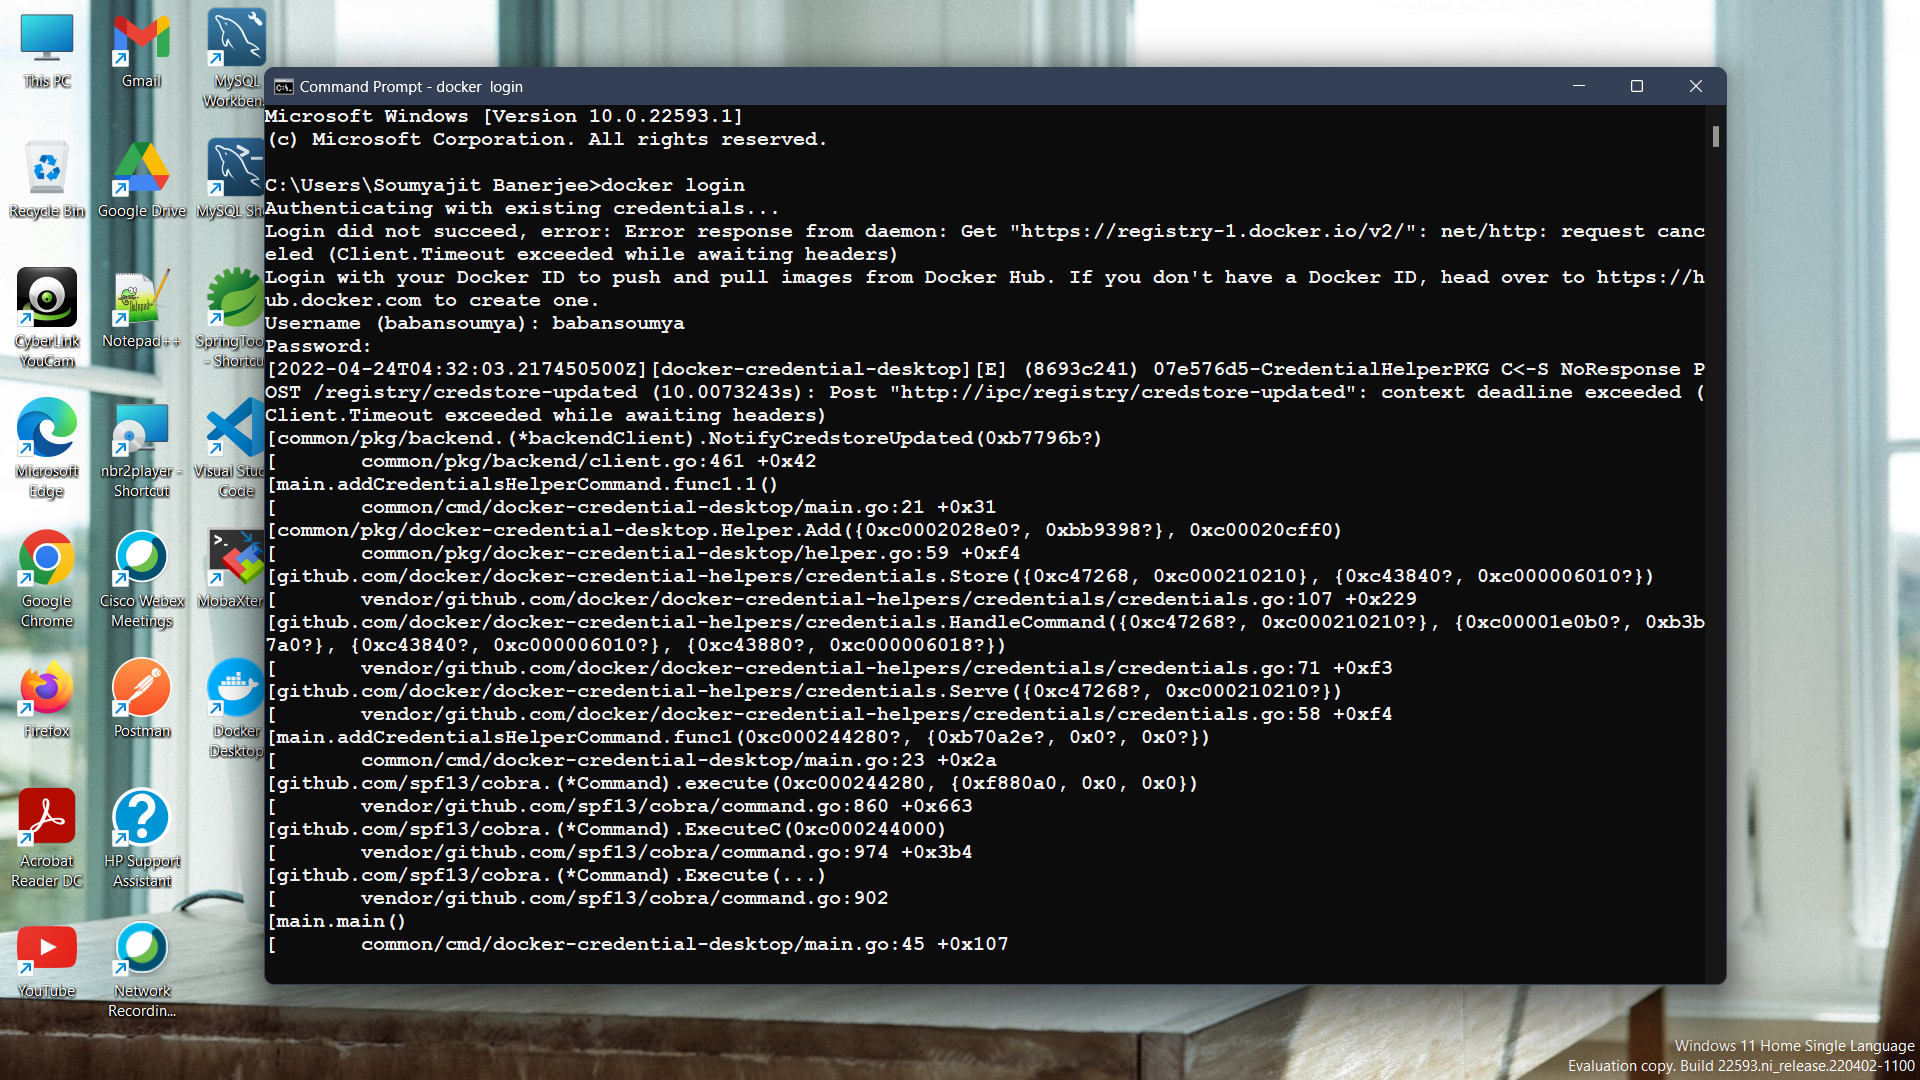 This PC
Gmail
MySQL
Workben
Recycle Bin
Google Drive
MySQL Sh
CyberLink
YouCam
Notepad++
SpringToo
- Shortcu
Microsoft
Edge
nbr2player -
Shortcut
Visual Stud
Code
Google
Chrome
Cisco Webex
Meetings
MobaXter
Firefox
Postman
Docker
Desktop
Acrobat
Reader DC
HP Support
Assistant
YouTube
Network
Recordin...
Command Prompt - docker  login
Microsoft Windows [Version 10.0.22593.1]
(c) Microsoft Corporation. All rights reserved.
C:\Users\Soumyajit Banerjee>docker login
Authenticating with existing credentials...
Login did not succeed, error: Error response from daemon: Get "https://registry-1.docker.io/v2/": net/http: request canc
eled (Client.Timeout exceeded while awaiting headers)
Login with your Docker ID to push and pull images from Docker Hub. If you don't have a Docker ID, head over to https://h
ub.docker.com to create one.
Username (babansoumya): babansoumya
Password:
[2022-04-24T04:32:03.217450500Z][docker-credential-desktop][E] (8693c241) 07e576d5-CredentialHelperPKG C<-S NoResponse P
OST /registry/credstore-updated (10.0073243s): Post "http://ipc/registry/credstore-updated": context deadline exceeded (
Client.Timeout exceeded while awaiting headers)
[common/pkg/backend.(*backendClient).NotifyCredstoreUpdated(0xb7796b?)
[       common/pkg/backend/client.go:461 +0x42
[main.addCredentialsHelperCommand.func1.1()
[       common/cmd/docker-credential-desktop/main.go:21 +0x31
[common/pkg/docker-credential-desktop.Helper.Add({0xc0002028e0?, 0xbb9398?}, 0xc00020cff0)
[       common/pkg/docker-credential-desktop/helper.go:59 +0xf4
[github.com/docker/docker-credential-helpers/credentials.Store({0xc47268, 0xc000210210}, {0xc43840?, 0xc000006010?})
[       vendor/github.com/docker/docker-credential-helpers/credentials/credentials.go:107 +0x229
[github.com/docker/docker-credential-helpers/credentials.HandleCommand({0xc47268?, 0xc000210210?}, {0xc00001e0b0?, 0xb3b
7a0?}, {0xc43840?, 0xc000006010?}, {0xc43880?, 0xc000006018?})
[       vendor/github.com/docker/docker-credential-helpers/credentials/credentials.go:71 +0xf3
[github.com/docker/docker-credential-helpers/credentials.Serve({0xc47268?, 0xc000210210?})
[       vendor/github.com/docker/docker-credential-helpers/credentials/credentials.go:58 +0xf4
[main.addCredentialsHelperCommand.func1(0xc000244280?, {0xb70a2e?, 0x0?, 0x0?})
[       common/cmd/docker-credential-desktop/main.go:23 +0x2a
[github.com/spf13/cobra.(*Command).execute(0xc000244280, {0xf880a0, 0x0, 0x0})
[       vendor/github.com/spf13/cobra/command.go:860 +0x663
[github.com/spf13/cobra.(*Command).ExecuteC(0xc000244000)
[       vendor/github.com/spf13/cobra/command.go:974 +0x3b4
[github.com/spf13/cobra.(*Command).Execute(...)
[       vendor/github.com/spf13/cobra/command.go:902
[main.main()
[       common/cmd/docker-credential-desktop/main.go:45 +0x107
Windows 11 Home Single Language
Evaluation copy. Build 22593.ni_release.220402-1100